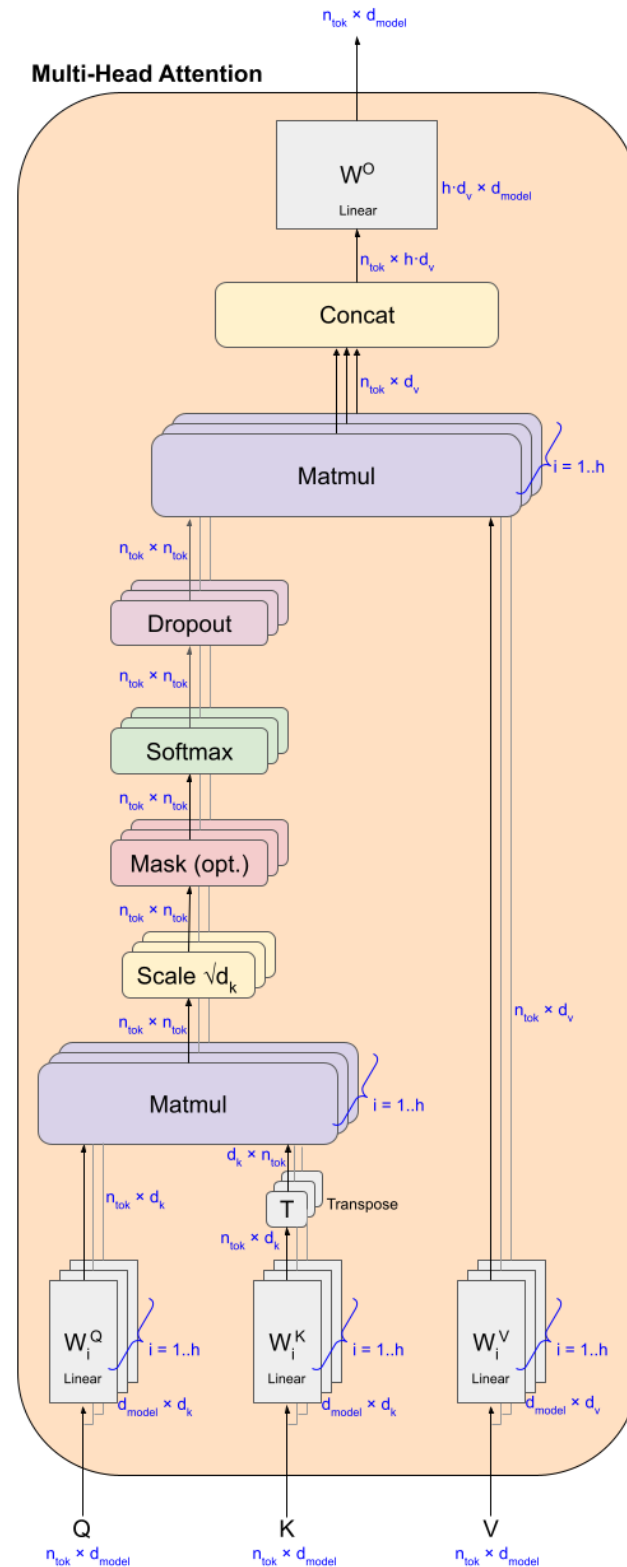 n_tok × d_model
Multi-Head Attention
W^O
Linear
h·d_v × d_model
n_tok × h·d_v
Concat
n_tok × d_v
Matmul
i = 1..h
n_tok × n_tok
Dropout
n_tok × n_tok
Softmax
n_tok × n_tok
Mask (opt.)
n_tok × n_tok
Scale √d_k
n_tok × d_v
n_tok × n_tok
Matmul
i = 1..h
d_k × n_tok
n_tok × d_k
T
Transpose
n_tok × d_k
W_i^Q
Linear
i = 1..h
d_model × d_k
W_i^K
Linear
i = 1..h
d_model × d_k
W_i^V
Linear
i = 1..h
d_model × d_v
Q
K
V
n_tok × d_model
n_tok × d_model
n_tok × d_model